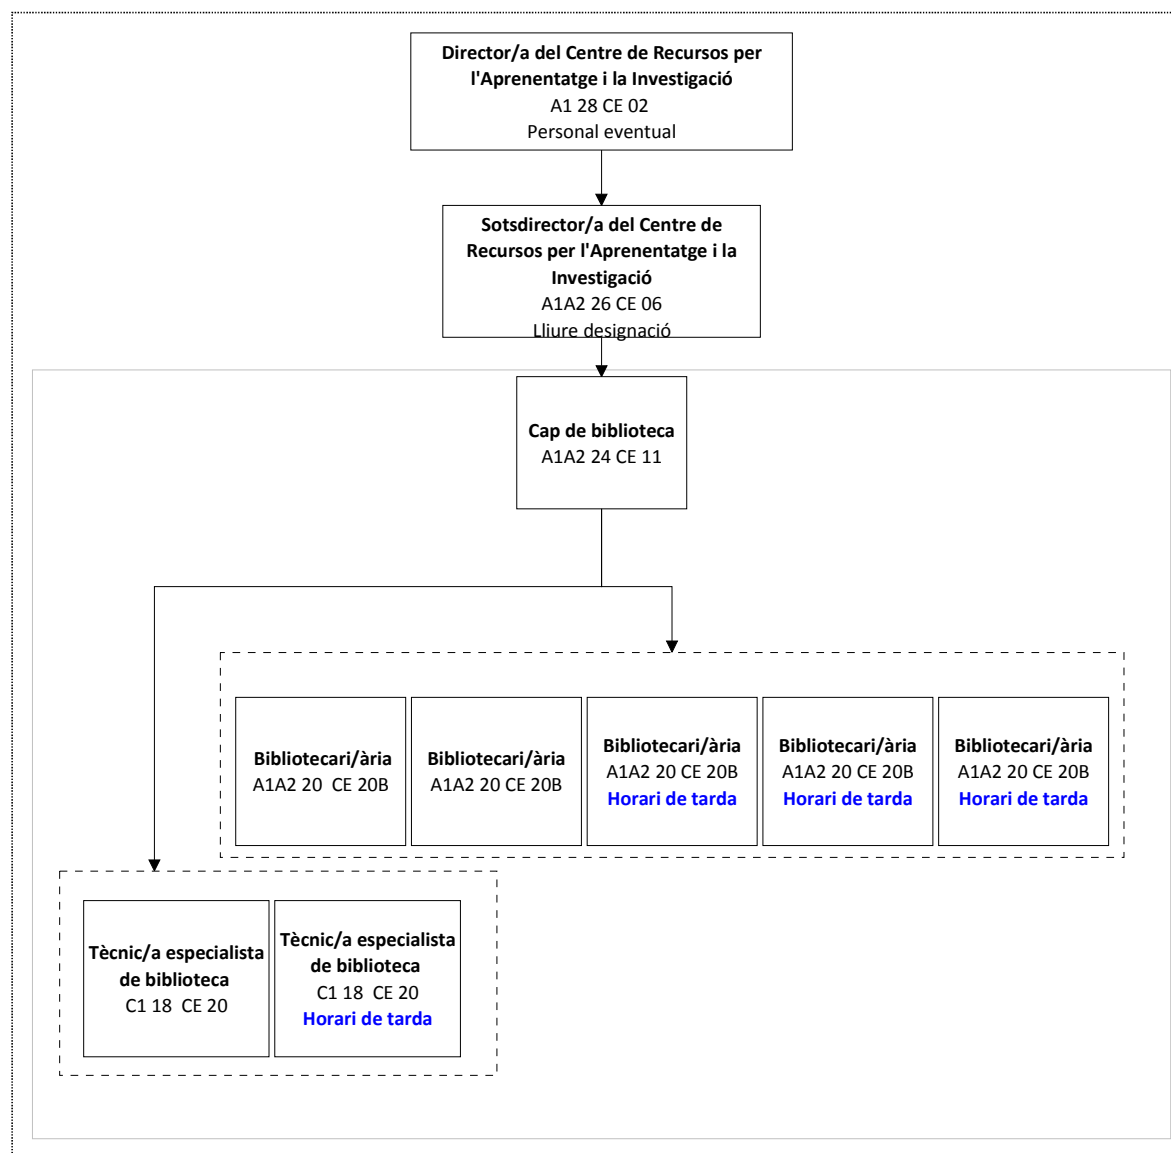 Director/a del Centre de Recursos per
l'Aprenentatge i la Investigació
A1 28 CE 02
Personal eventual
Sotsdirector/a del Centre de
Recursos per l'Aprenentatge i la
Investigació
A1A2 26 CE 06
Lliure designació
Cap de biblioteca
A1A2 24 CE 11
Bibliotecari/ària
A1A2 20 CE 20B
Bibliotecari/ària
A1A2 20 CE 20B
Bibliotecari/ària
A1A2 20 CE 20B
Horari de tarda
Bibliotecari/ària
A1A2 20 CE 20B
Horari de tarda
Bibliotecari/ària
A1A2 20 CE 20B
Horari de tarda
Tècnic/a especialista
de biblioteca
C1 18 CE 20
Tècnic/a especialista
de biblioteca
C1 18 CE 20
Horari de tarda